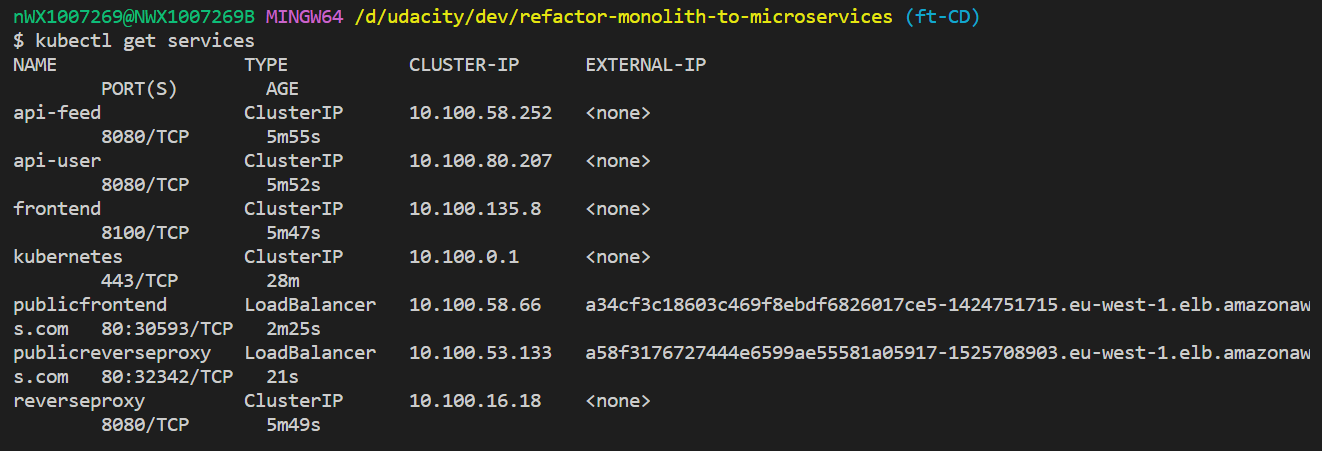 nWX1007269@NWX1007269B MINGW64 /d/udacity/dev/refactor-monolith-to-microservices (ft-CD)
$ kubectl get services
NAME                TYPE           CLUSTER-IP      EXTERNAL-IP
        PORT(S)        AGE
api-feed            ClusterIP      10.100.58.252   <none>
        8080/TCP       5m55s
api-user            ClusterIP      10.100.80.207   <none>
        8080/TCP       5m52s
frontend            ClusterIP      10.100.135.8    <none>
        8100/TCP       5m47s
kubernetes          ClusterIP      10.100.0.1      <none>
        443/TCP        28m
publicfrontend      LoadBalancer   10.100.58.66    a34cf3c18603c469f8ebdf6826017ce5-1424751715.eu-west-1.elb.amazonaw
s.com   80:30593/TCP   2m25s
publicreverseproxy  LoadBalancer   10.100.53.133   a58f3176727444e6599ae55581a05917-1525708903.eu-west-1.elb.amazonaw
s.com   80:32342/TCP   21s
reverseproxy        ClusterIP      10.100.16.18    <none>
        8080/TCP       5m49s